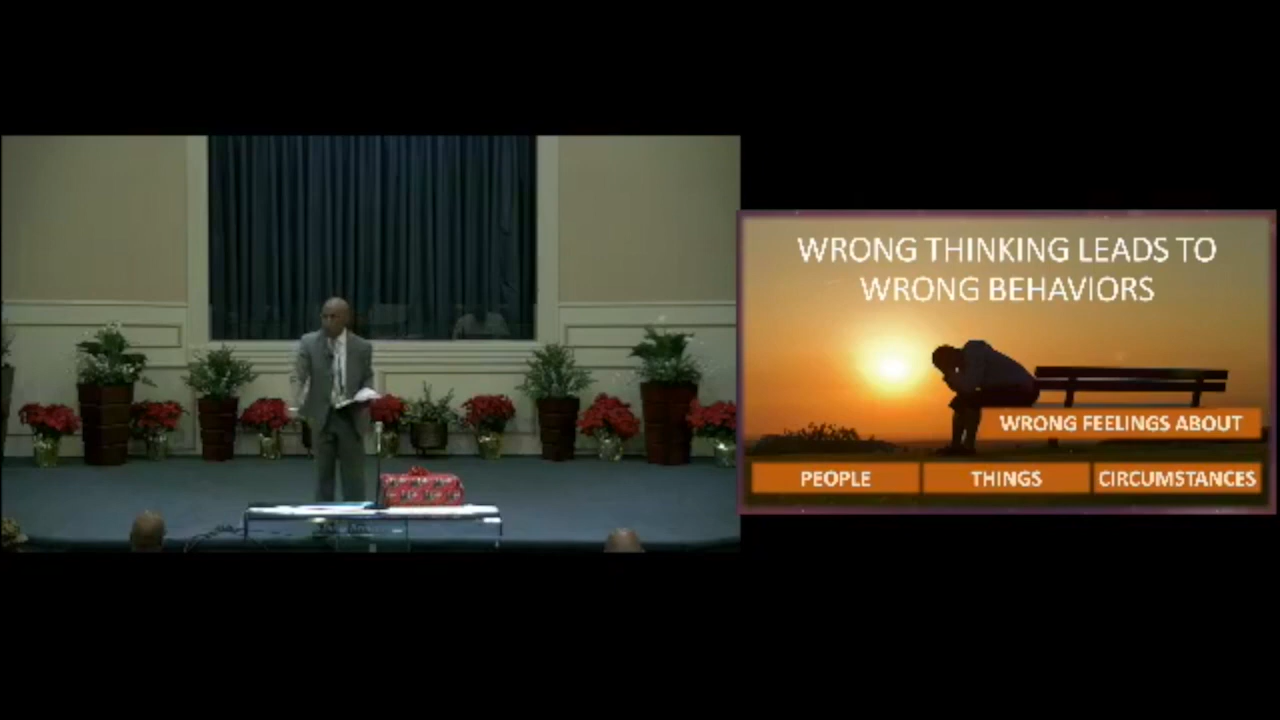 WRONG THINKING LEADS TO
WRONG BEHAVIORS
WRONG FEELINGS ABOUT
PEOPLE
THINGS
CIRCUMSTANCES